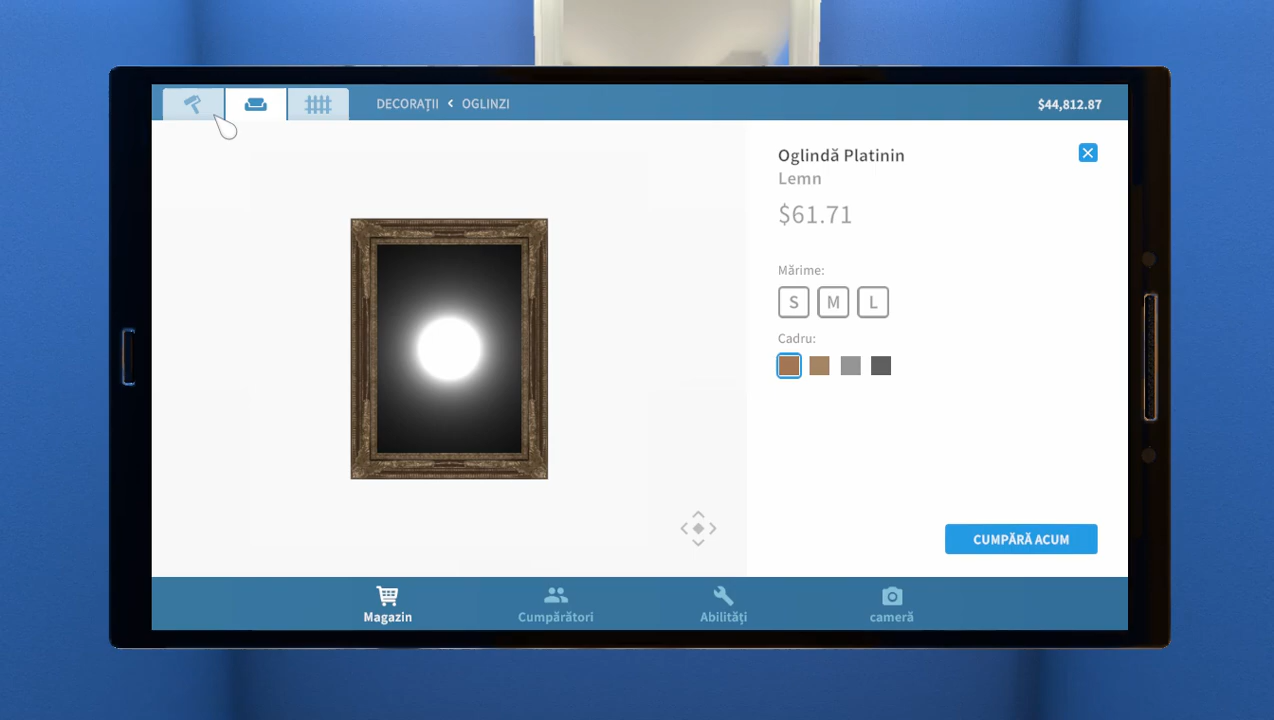 DECORAȚII < OGLINZI
$44,812.87
Oglindă Platinin
Lemn
$61.71
Mărime:
S M L
Cadru:
CUMPĂRĂ ACUM
Magazin Cumpărători Abilități cameră